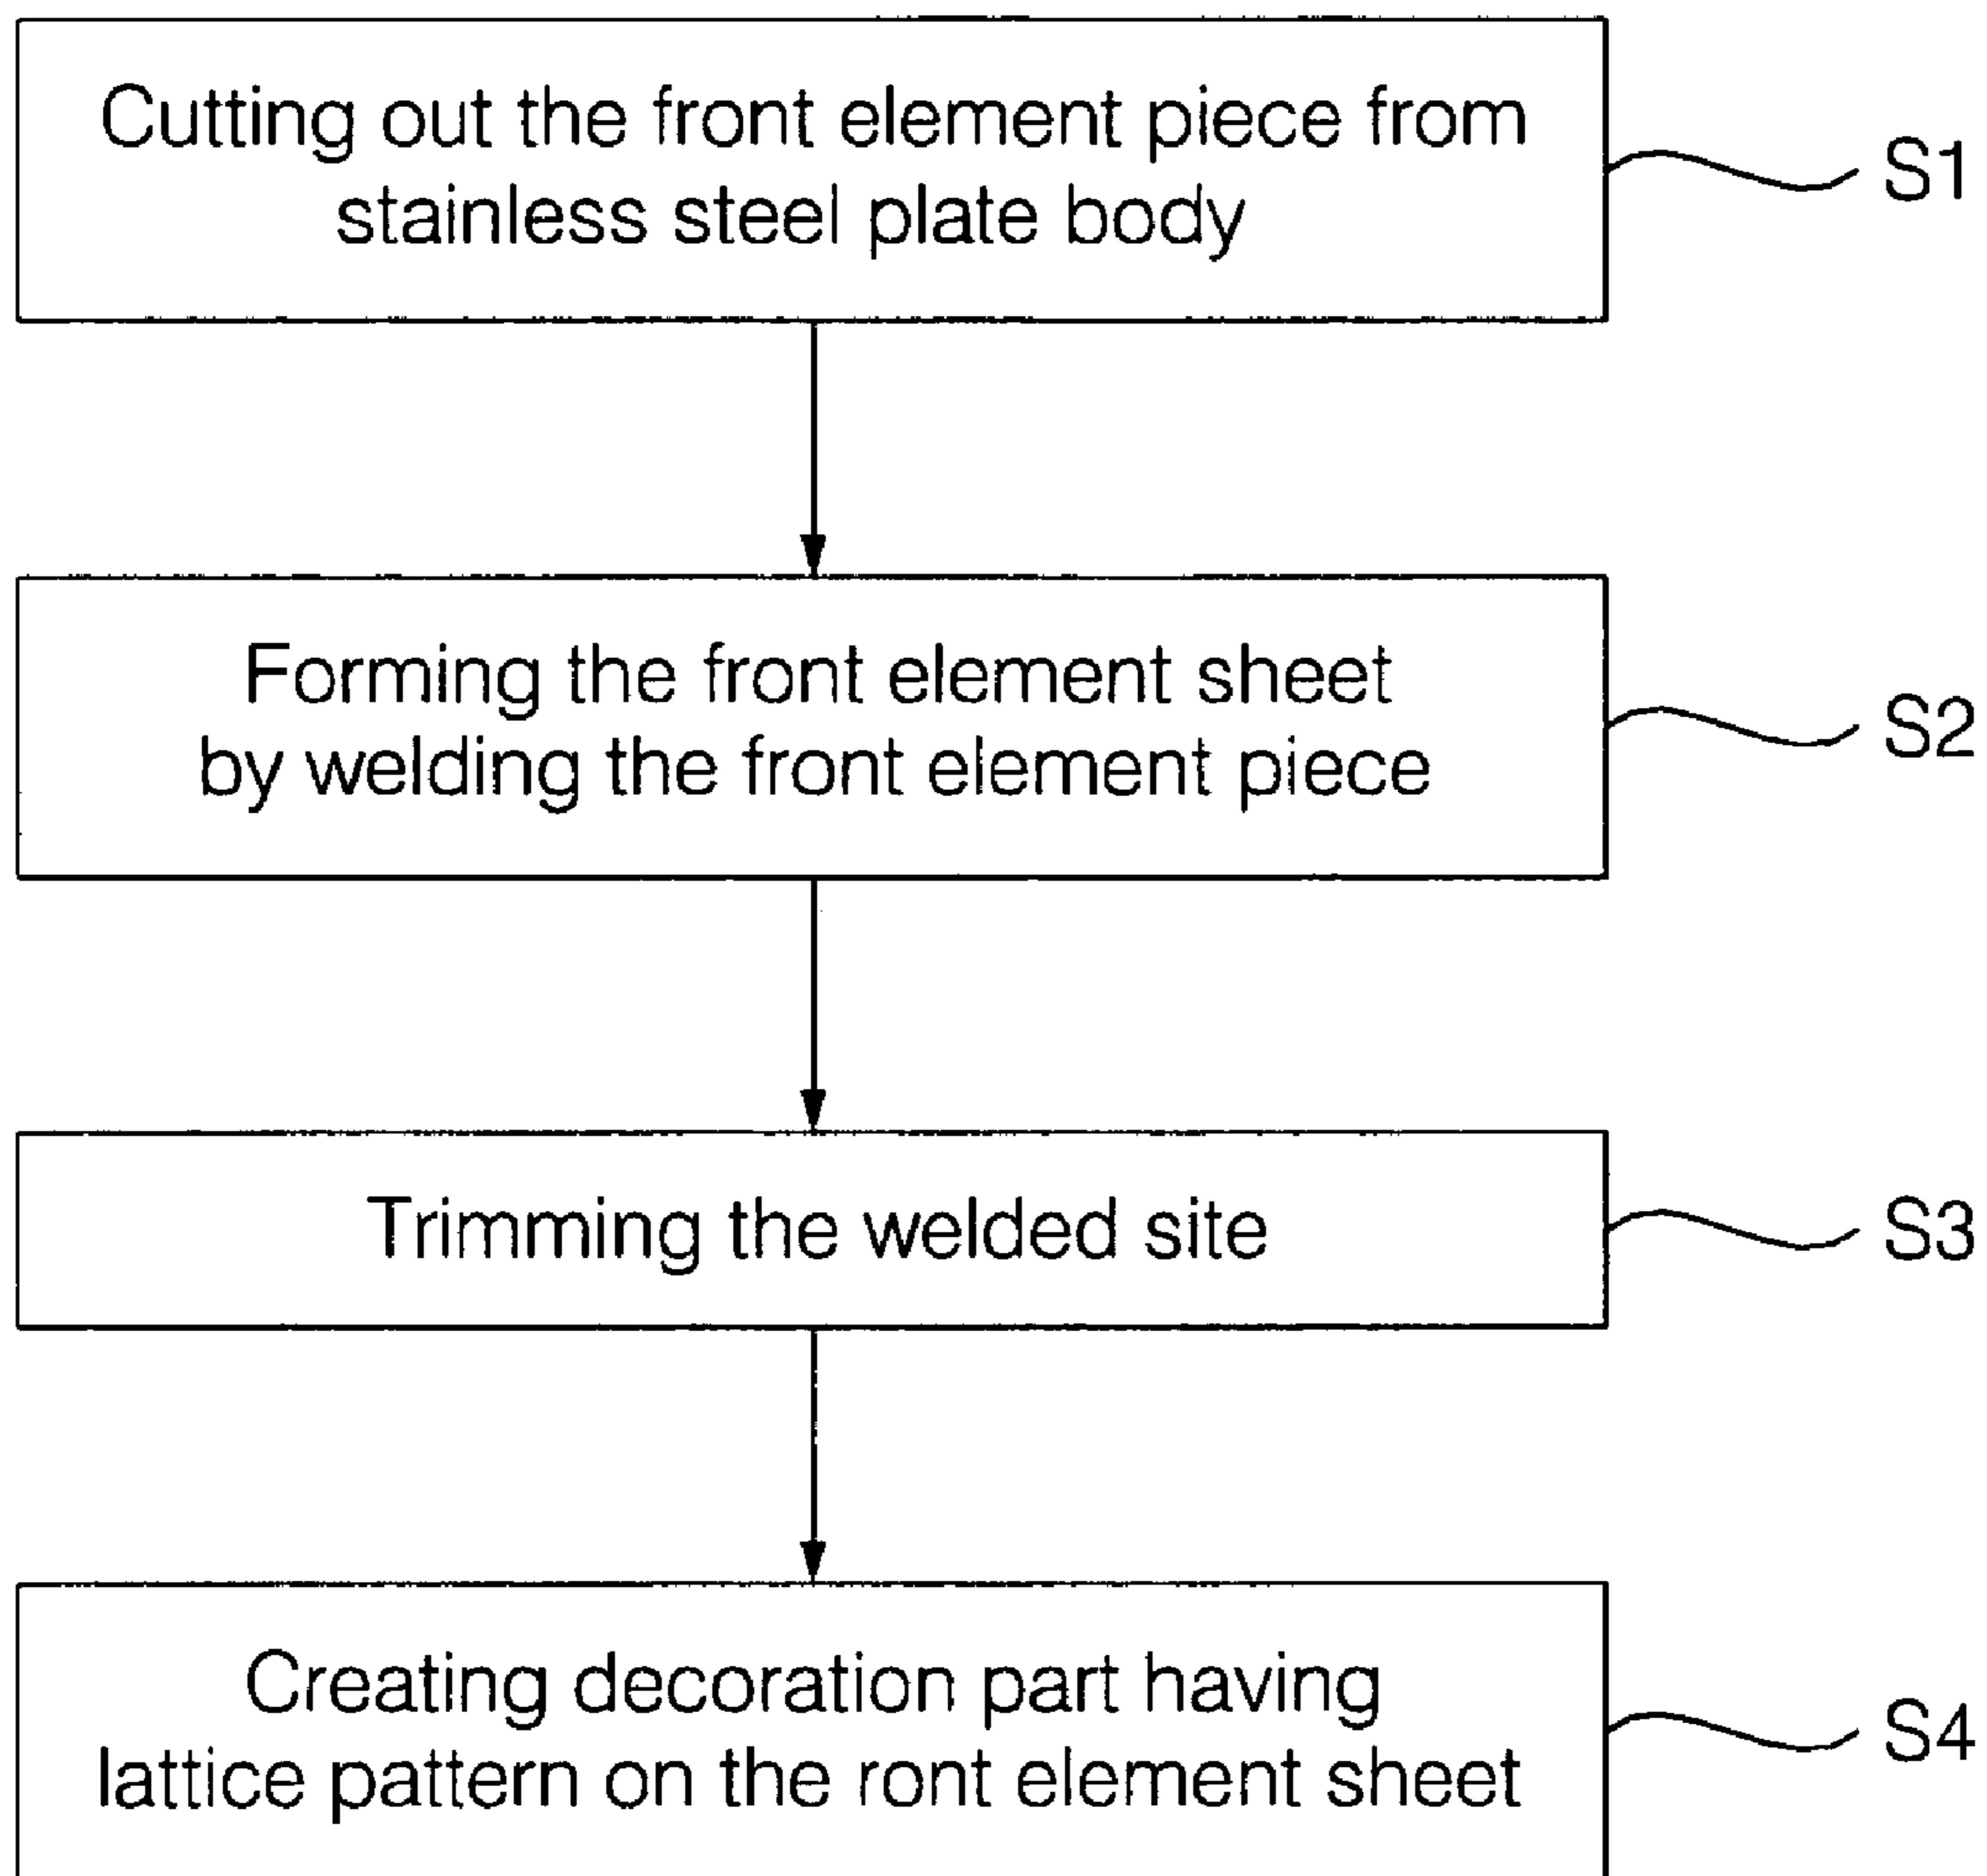 Cutting out the front element piece from
stainless steel plate body
S1
Forming the front element sheet
by welding the front element piece
S2
Trimming the welded site
S3
Creating decoration part having
lattice pattern on the ront element sheet
S4